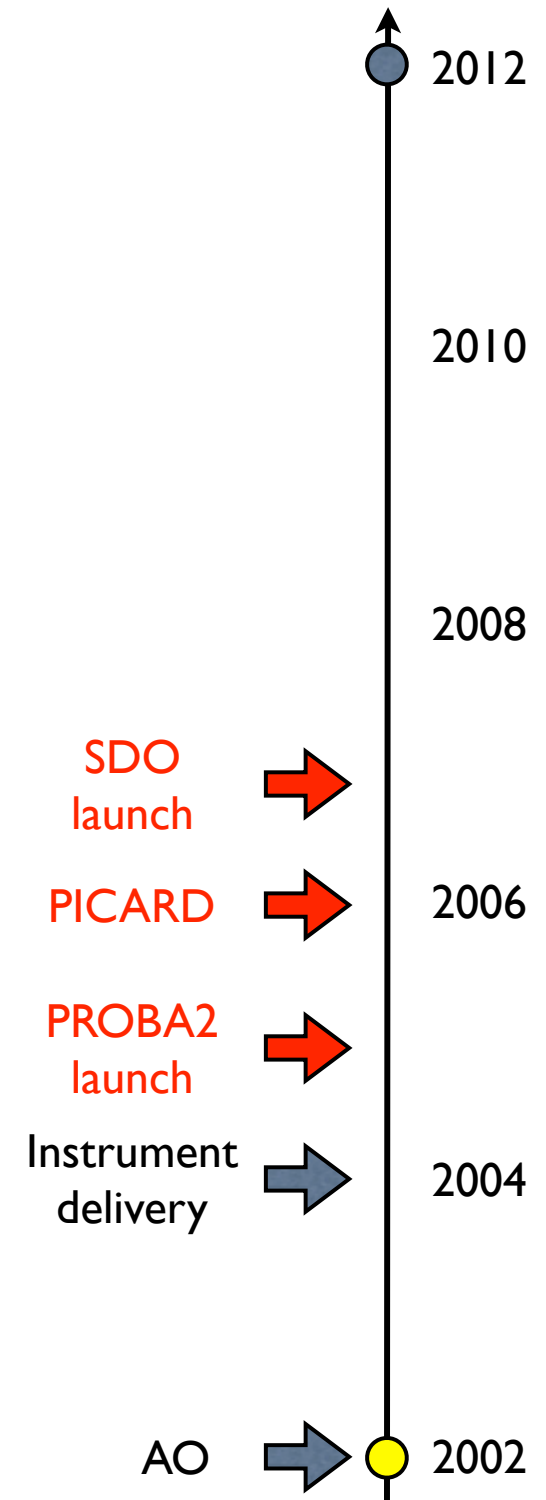 2012
2010
2008
SDO
launch
PICARD
2006
PROBA2
launch
Instrument
delivery
2004
AO
2002